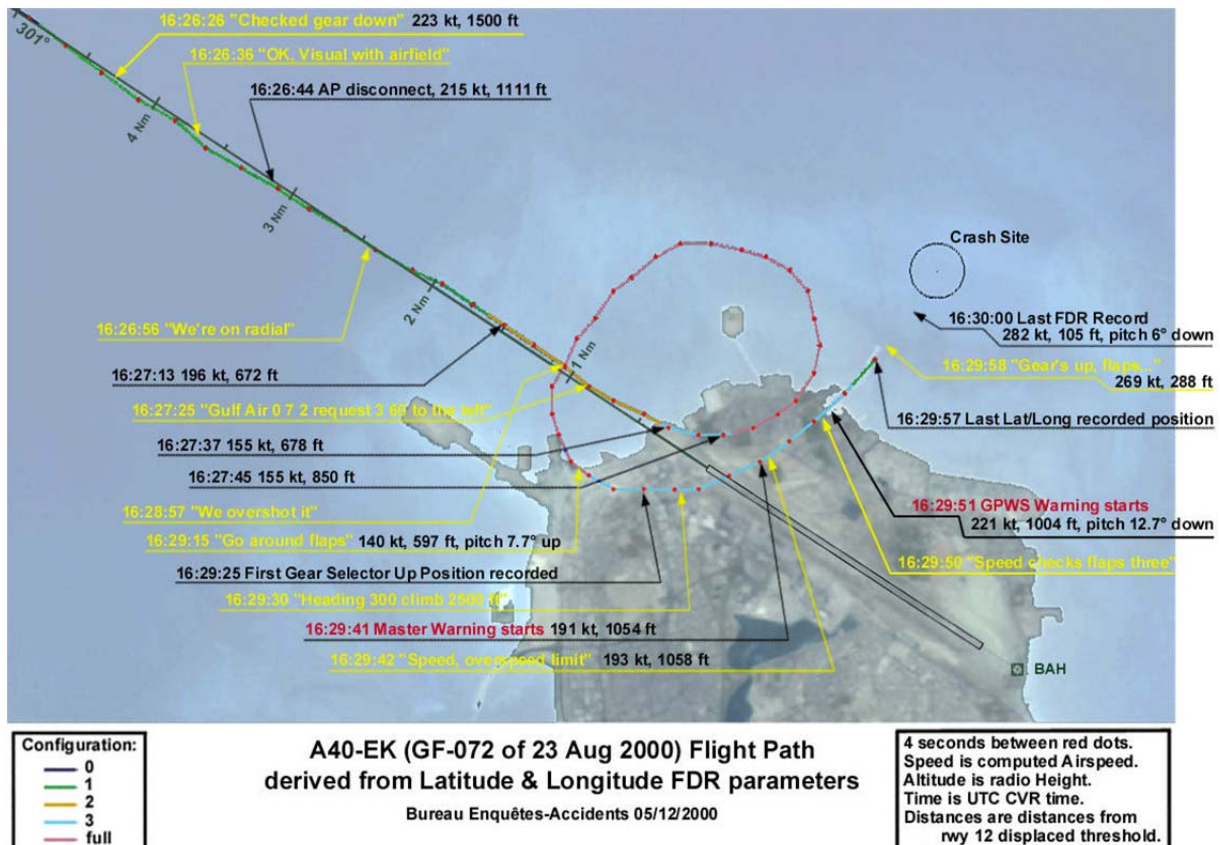 16:26:26 "Checked gear down" 223 kt, 1500 ft
301°
16:26:36 "OK, Visual with airfield"
16:26:44 AP disconnect, 215 kt, 1111 ft
4 Nm
3 Nm
Crash Site
2 Nm
16:30:00 Last FDR Record
282 kt, 105 ft, pitch 6° down
16:26:56 "We're on radial"
16:29:58 "Gear's up, flaps..."
269 kt, 288 ft
1 Nm
16:27:13 196 kt, 672 ft
16:27:25 "Gulf Air 0 7 2 request 3 60 to the left"
16:29:57 Last Lat/Long recorded position
16:27:37 155 kt, 678 ft
16:27:45 155 kt, 850 ft
16:28:57 "We overshot it"
16:29:51 GPWS Warning starts
221 kt, 1004 ft, pitch 12.7° down
16:29:15 "Go around flaps" 140 kt, 597 ft, pitch 7.7° up
16:29:50 "Speed checks flaps three"
16:29:25 First Gear Selector Up Position recorded
16:29:30 "Heading 300 climb 2500 ft"
16:29:41 Master Warning starts 191 kt, 1054 ft
16:29:42 "Speed, overspeed limit" 193 kt, 1058 ft
BAH
Configuration:
0
1
2
3
full
A40-EK (GF-072 of 23 Aug 2000) Flight Path
derived from Latitude & Longitude FDR parameters
Bureau Enquêtes-Accidents 05/12/2000
4 seconds between red dots.
Speed is computed Airspeed.
Altitude is radio Height.
Time is UTC CVR time.
Distances are distances from
rwy 12 displaced threshold.